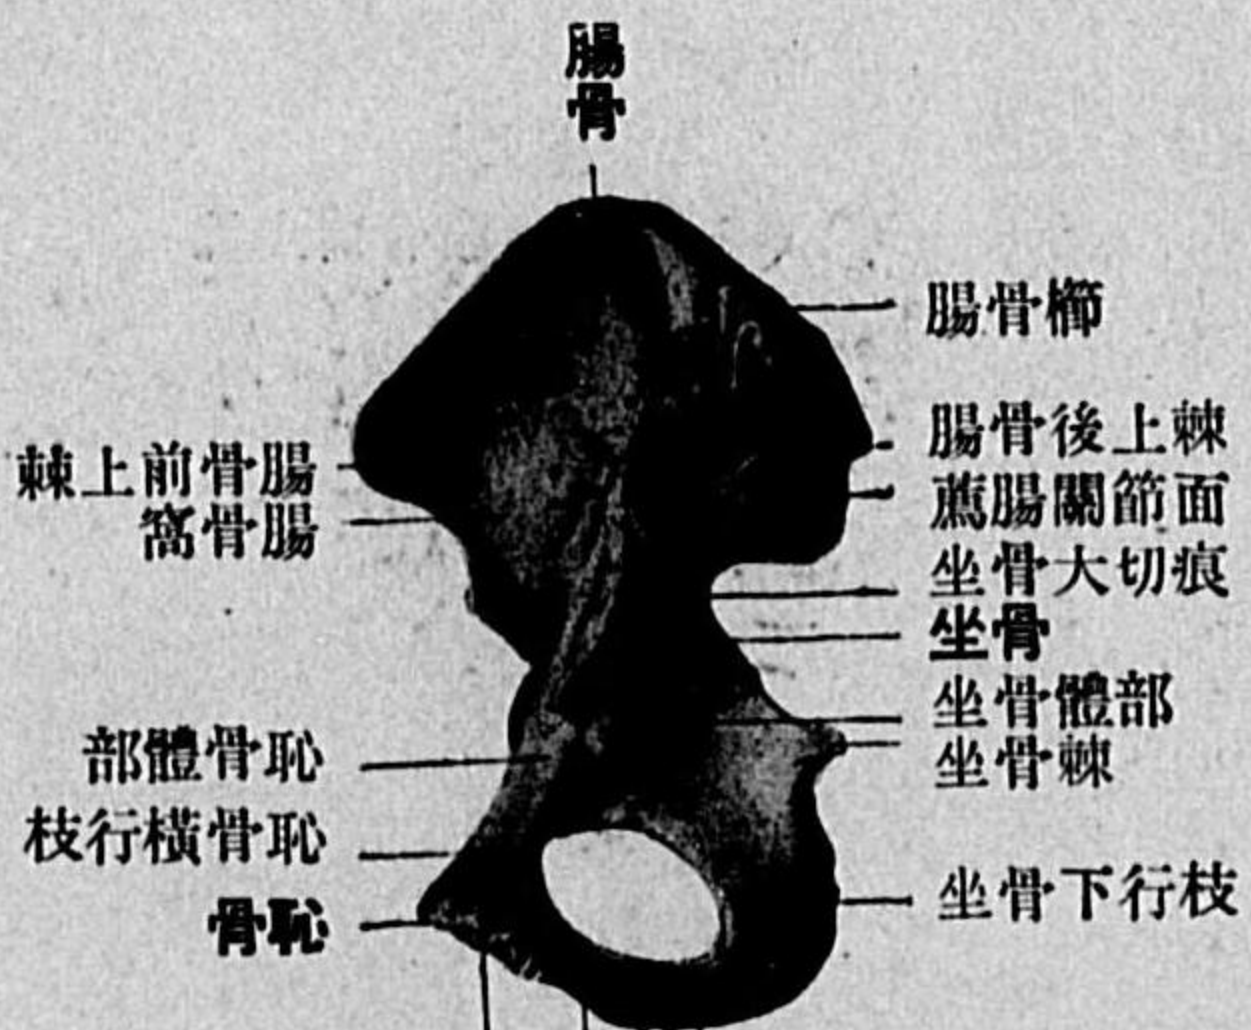 腸骨
腸骨櫛
腸骨後上棘
薦腸關節面
坐骨大切痕
坐骨
坐骨體部
坐骨棘
坐骨下行枝
腸骨前上棘
腸骨窩
恥骨體部
恥骨橫行枝
恥骨